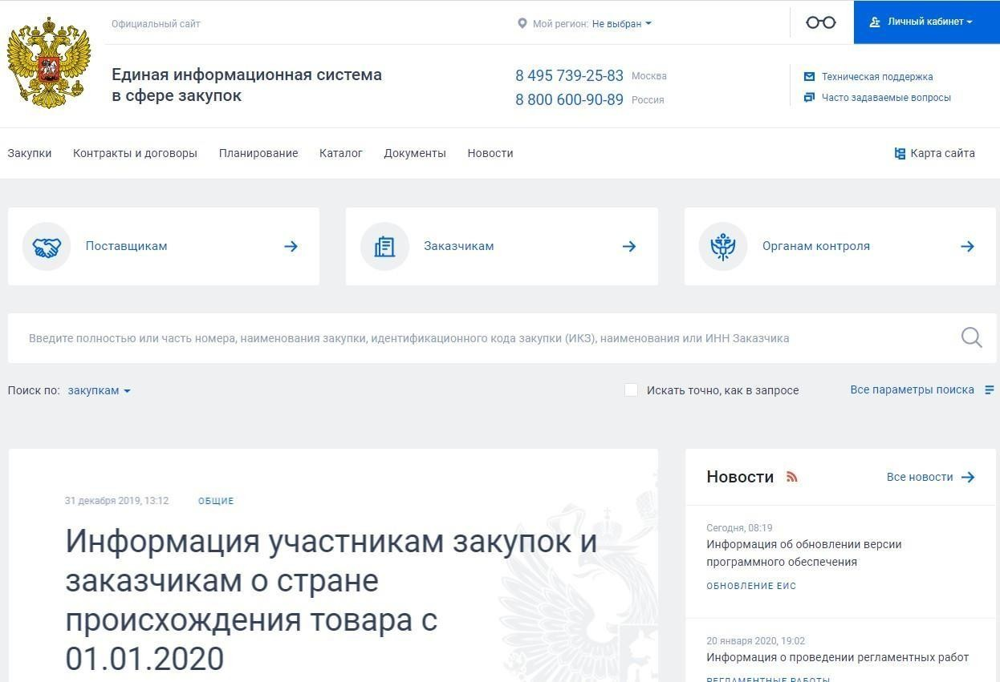 Официальный сайт
Мой регион: Не выбран
Личный кабинет
Единая информационная система
в сфере закупок
8 495 739-25-83 Москва
8 800 600-90-89 Россия
Техническая поддержка
Часто задаваемые вопросы
Закупки Контракты и договоры Планирование Каталог Документы Новости Карта сайта
Поставщикам
Заказчикам
Органам контроля
Введите полностью или часть номера, наименования закупки, идентификационного кода закупки (ИКЗ), наименования или ИНН Заказчика
Поиск по: закупкам
Искать точно, как в запросе
Все параметры поиска
31 декабря 2019, 13:12 ОБЩИЕ
Информация участникам закупок и
заказчикам о стране
происхождения товара с
01.01.2020
Новости
Все новости
Сегодня, 08:19
Информация об обновлении версии
программного обеспечения
ОБНОВЛЕНИЕ ЕИС
20 января 2020, 19:02
Информация о проведении регламентных работ
РЕГЛАМЕНТНЫЕ РАБОТЫ